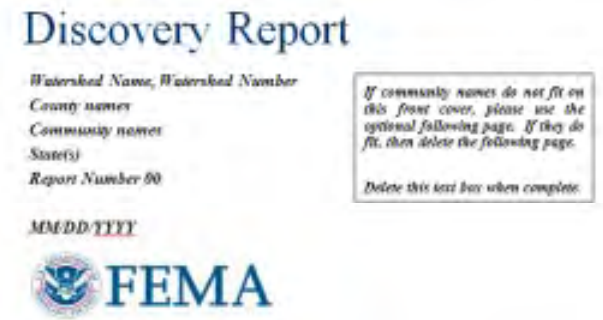 Discovery Report
Watershed Name, Watershed Number
County names
Community names
State(s)
Report Number 00
MM/DD/YYYY
If community names do not fit on
this front cover, please use the
optional following page. If they do
fit, then delete the following page.
Delete this text box when complete.
FEMA